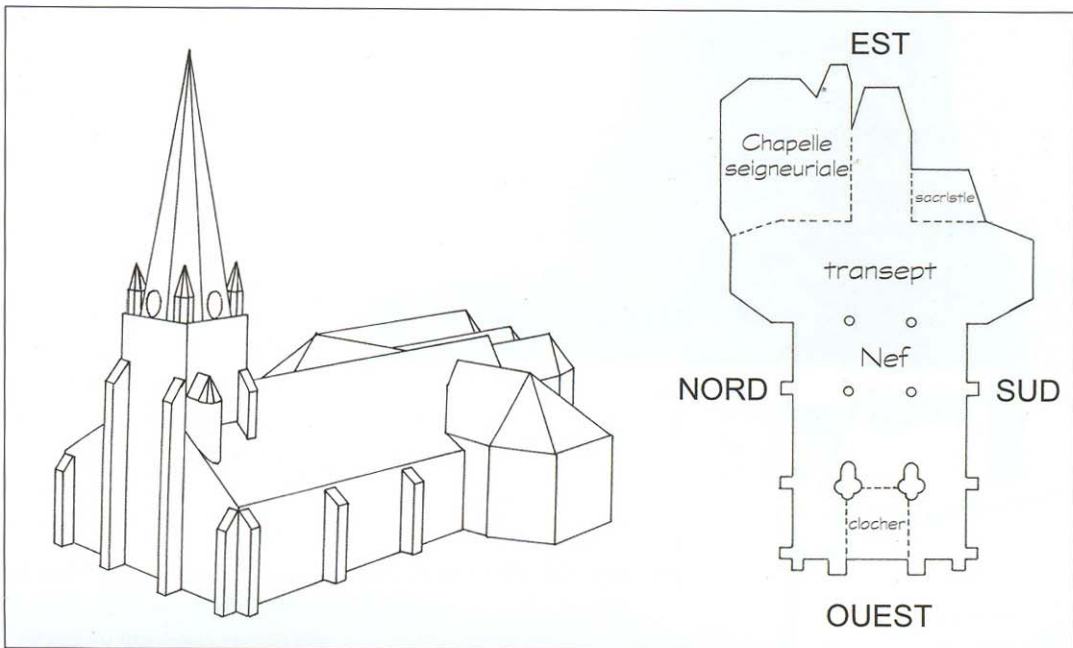 EST
Chapelle
seigneuriale
sacristie
transept
Nef
NORD
SUD
clocher
OUEST